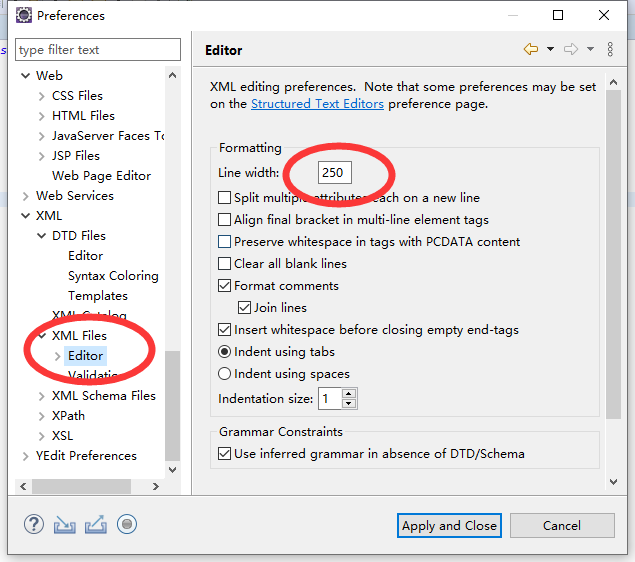 Preferences
type filter text
Web
CSS Files
HTML Files
JavaServer Faces To
JSP Files
Web Page Editor
Web Services
XML
DTD Files
Editor
Syntax Coloring
Templates
XML Catalog
XML Files
Editor
Validatio
XML Schema Files
XPath
XSL
YEdit Preferences
Editor
XML editing preferences.  Note that some preferences may be set
on the Structured Text Editors preference page.
Formatting
Line width: 250
Split multiple attributes each on a new line
Align final bracket in multi-line element tags
Preserve whitespace in tags with PCDATA content
Clear all blank lines
Format comments
Join lines
Insert whitespace before closing empty end-tags
Indent using tabs
Indent using spaces
Indentation size: 1
Grammar Constraints
Use inferred grammar in absence of DTD/Schema
Apply and Close
Cancel